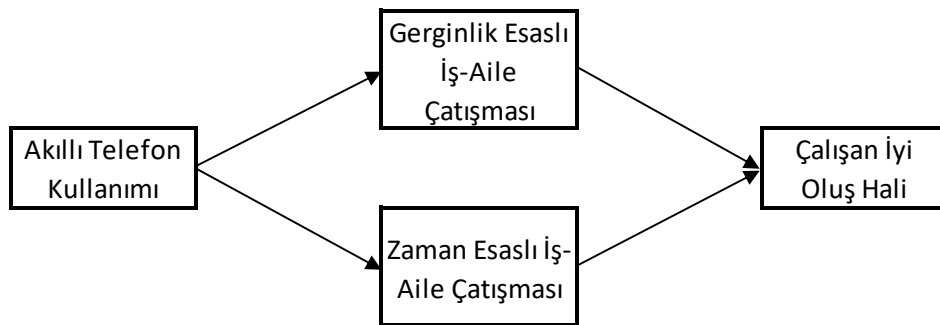 Gerginlik Esaslı
İş-Aile
Çatışması
Akıllı Telefon
Kullanımı
Çalışan İyi
Oluş Hali
Zaman Esaslı İş-
Aile Çatışması